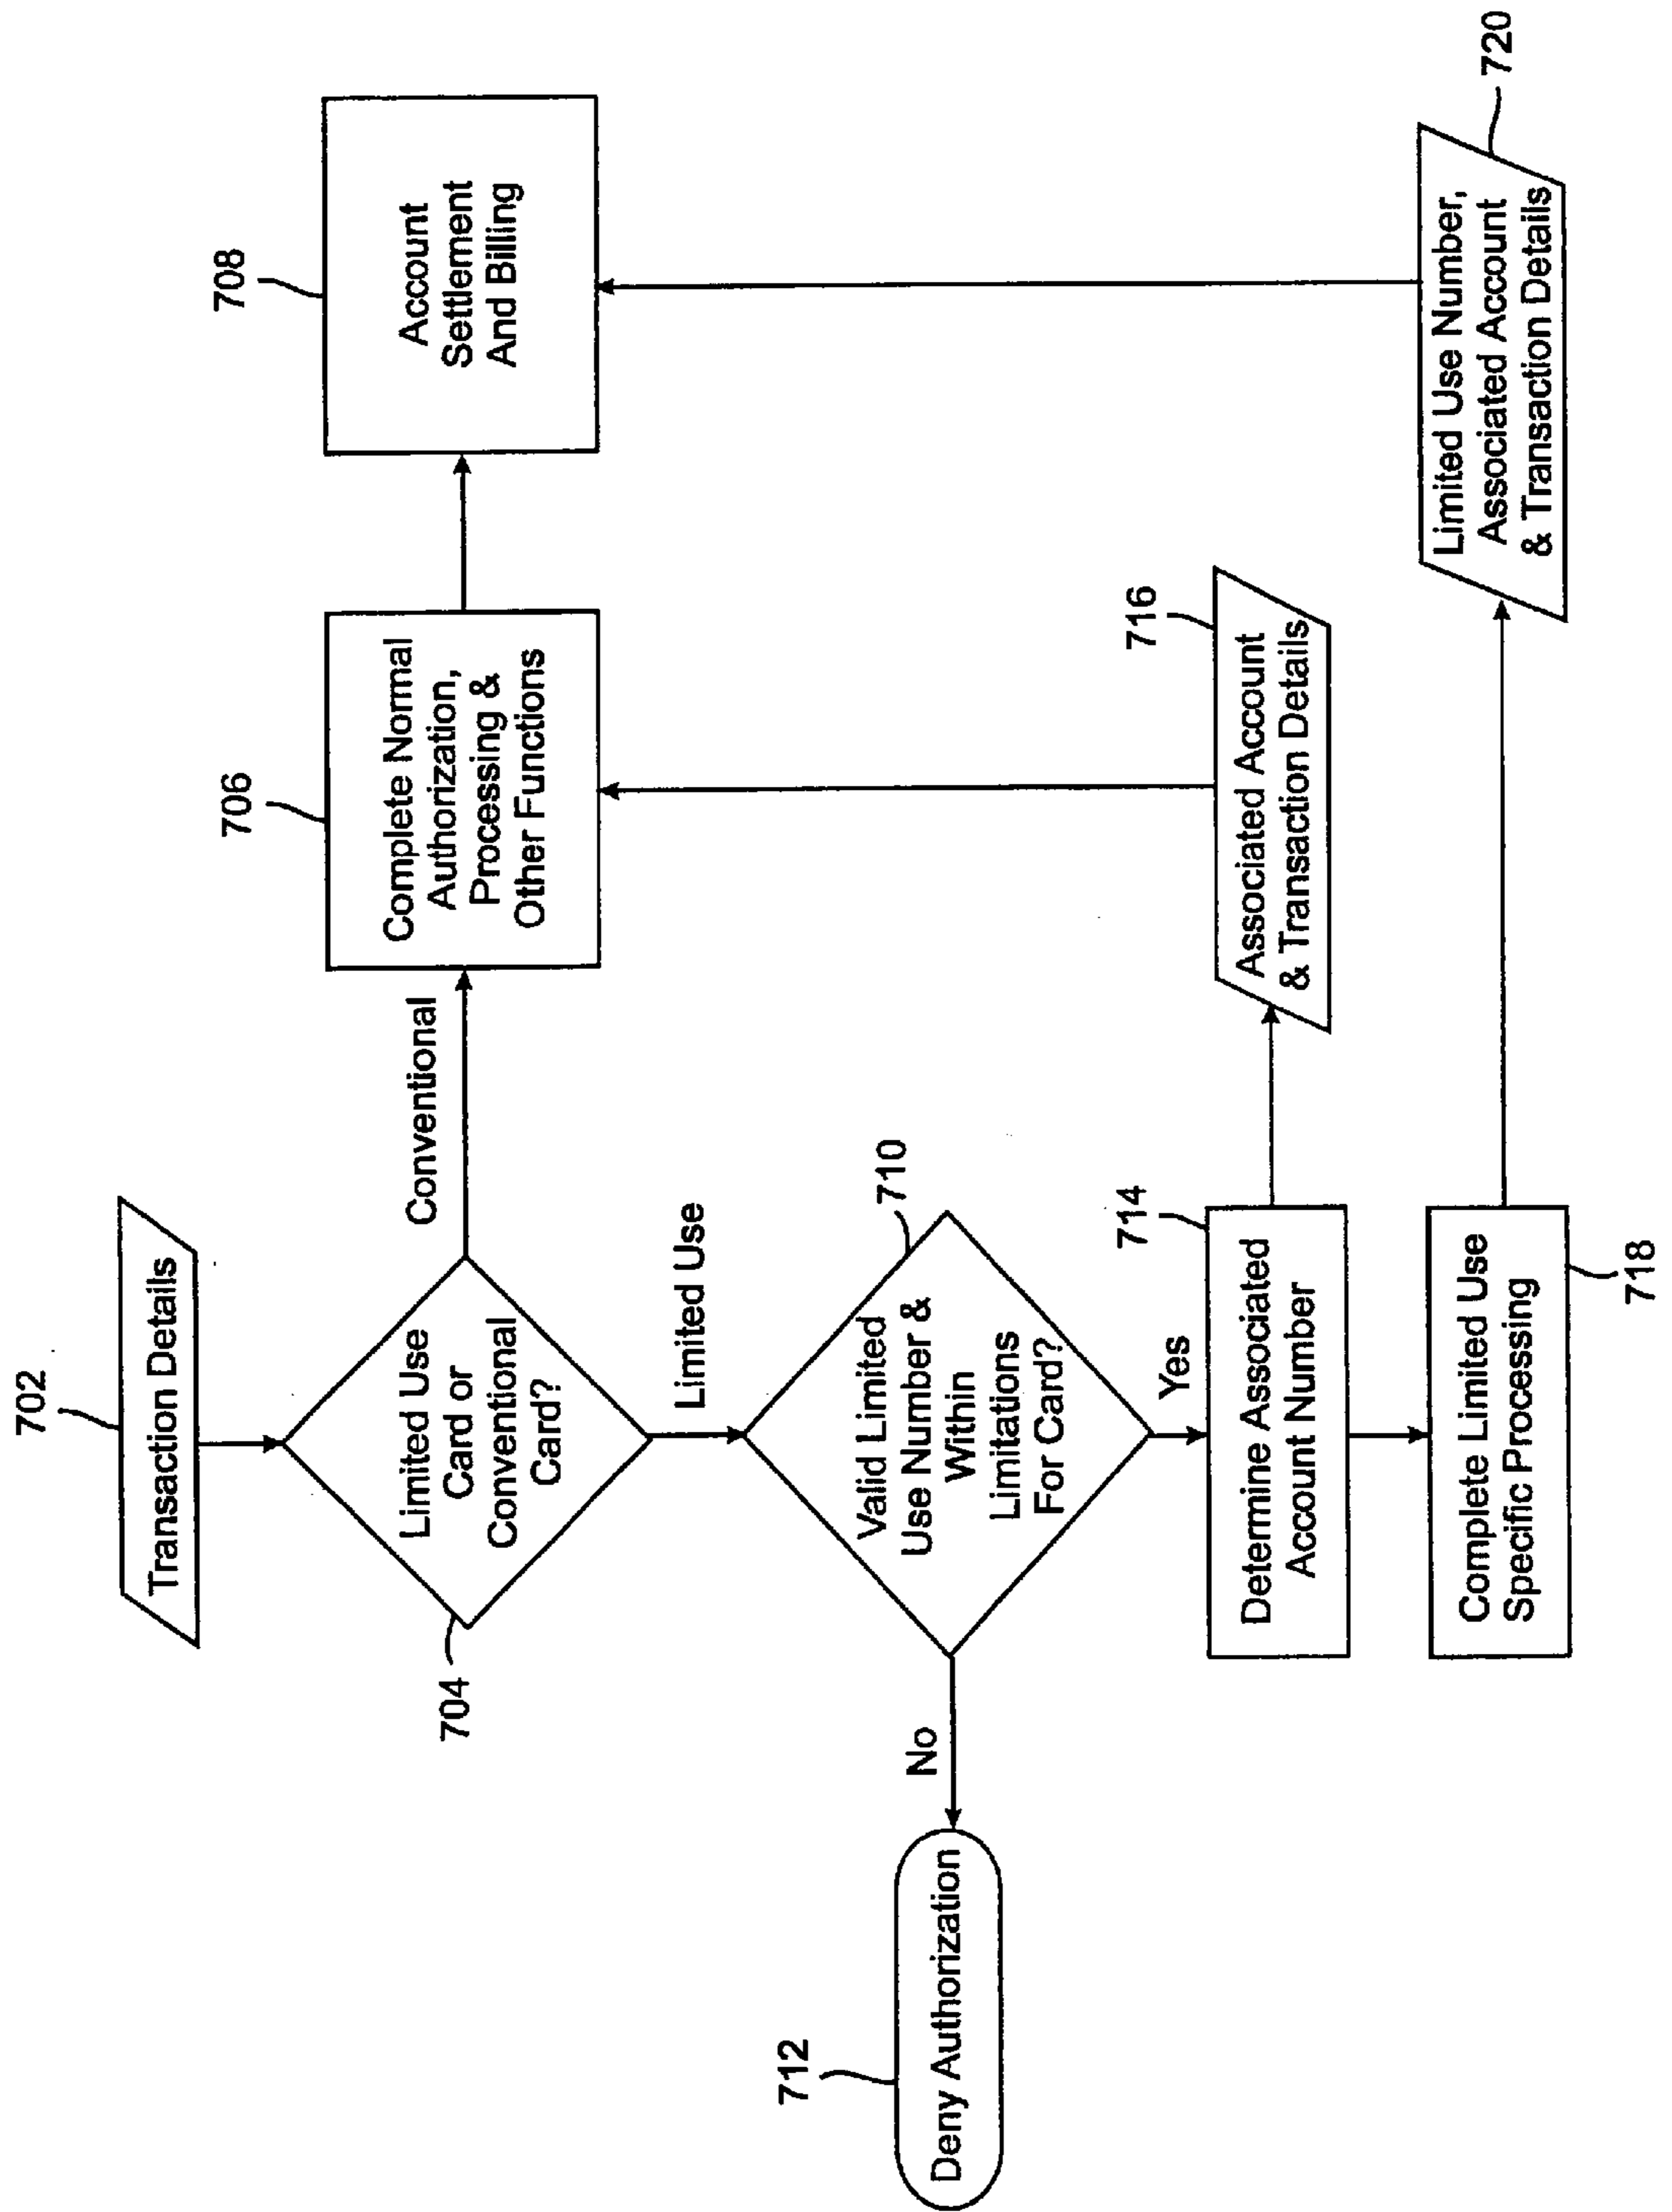 702
Transaction Details
704
Limited Use
Card or
Conventional
Card?
Conventional
706
Complete Normal
Authorization,
Processing &
Other Functions
708
Account
Settlement
And Billing
Limited Use
710
Valid Limited
Use Number &
Within
Limitations
For Card?
No
712
Deny Authorization
Yes
714
Determine Associated
Account Number
716
Associated Account
& Transaction Details
718
Complete Limited Use
Specific Processing
720
Limited Use Number,
Associated Account
& Transaction Details